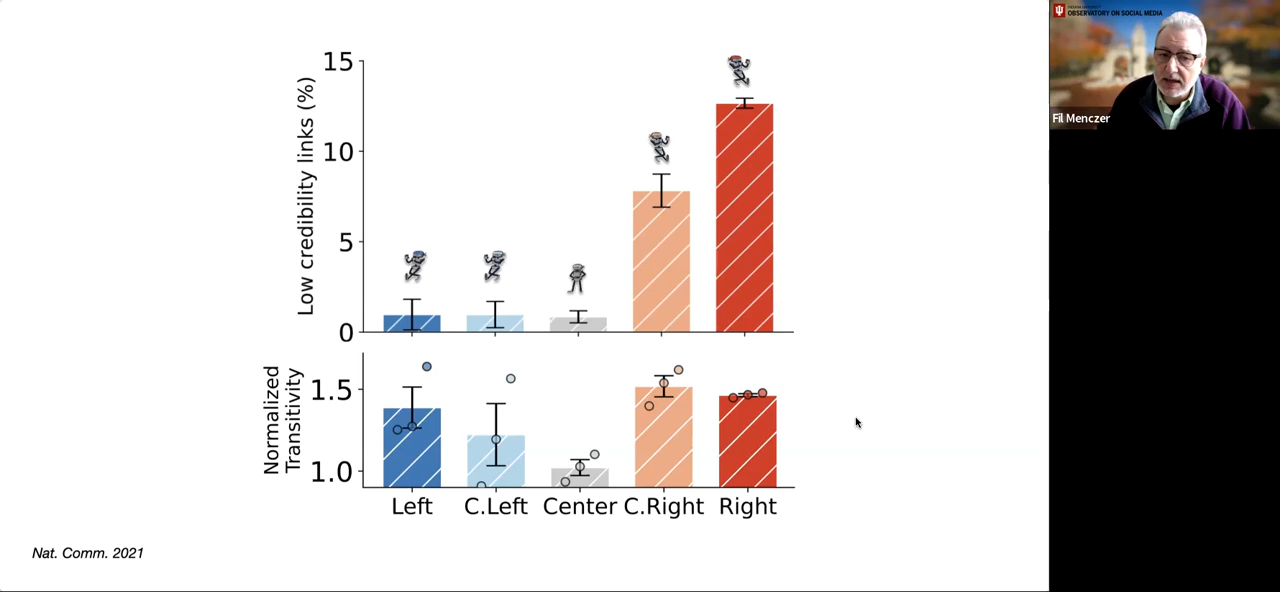 Low credibility links (%)
15
10
5
0
Normalized
Transitivity
1.5
1.0
Left C.Left Center C.Right Right
Nat. Comm. 2021
OBSERVATORY ON SOCIAL MEDIA
Fil Menczer